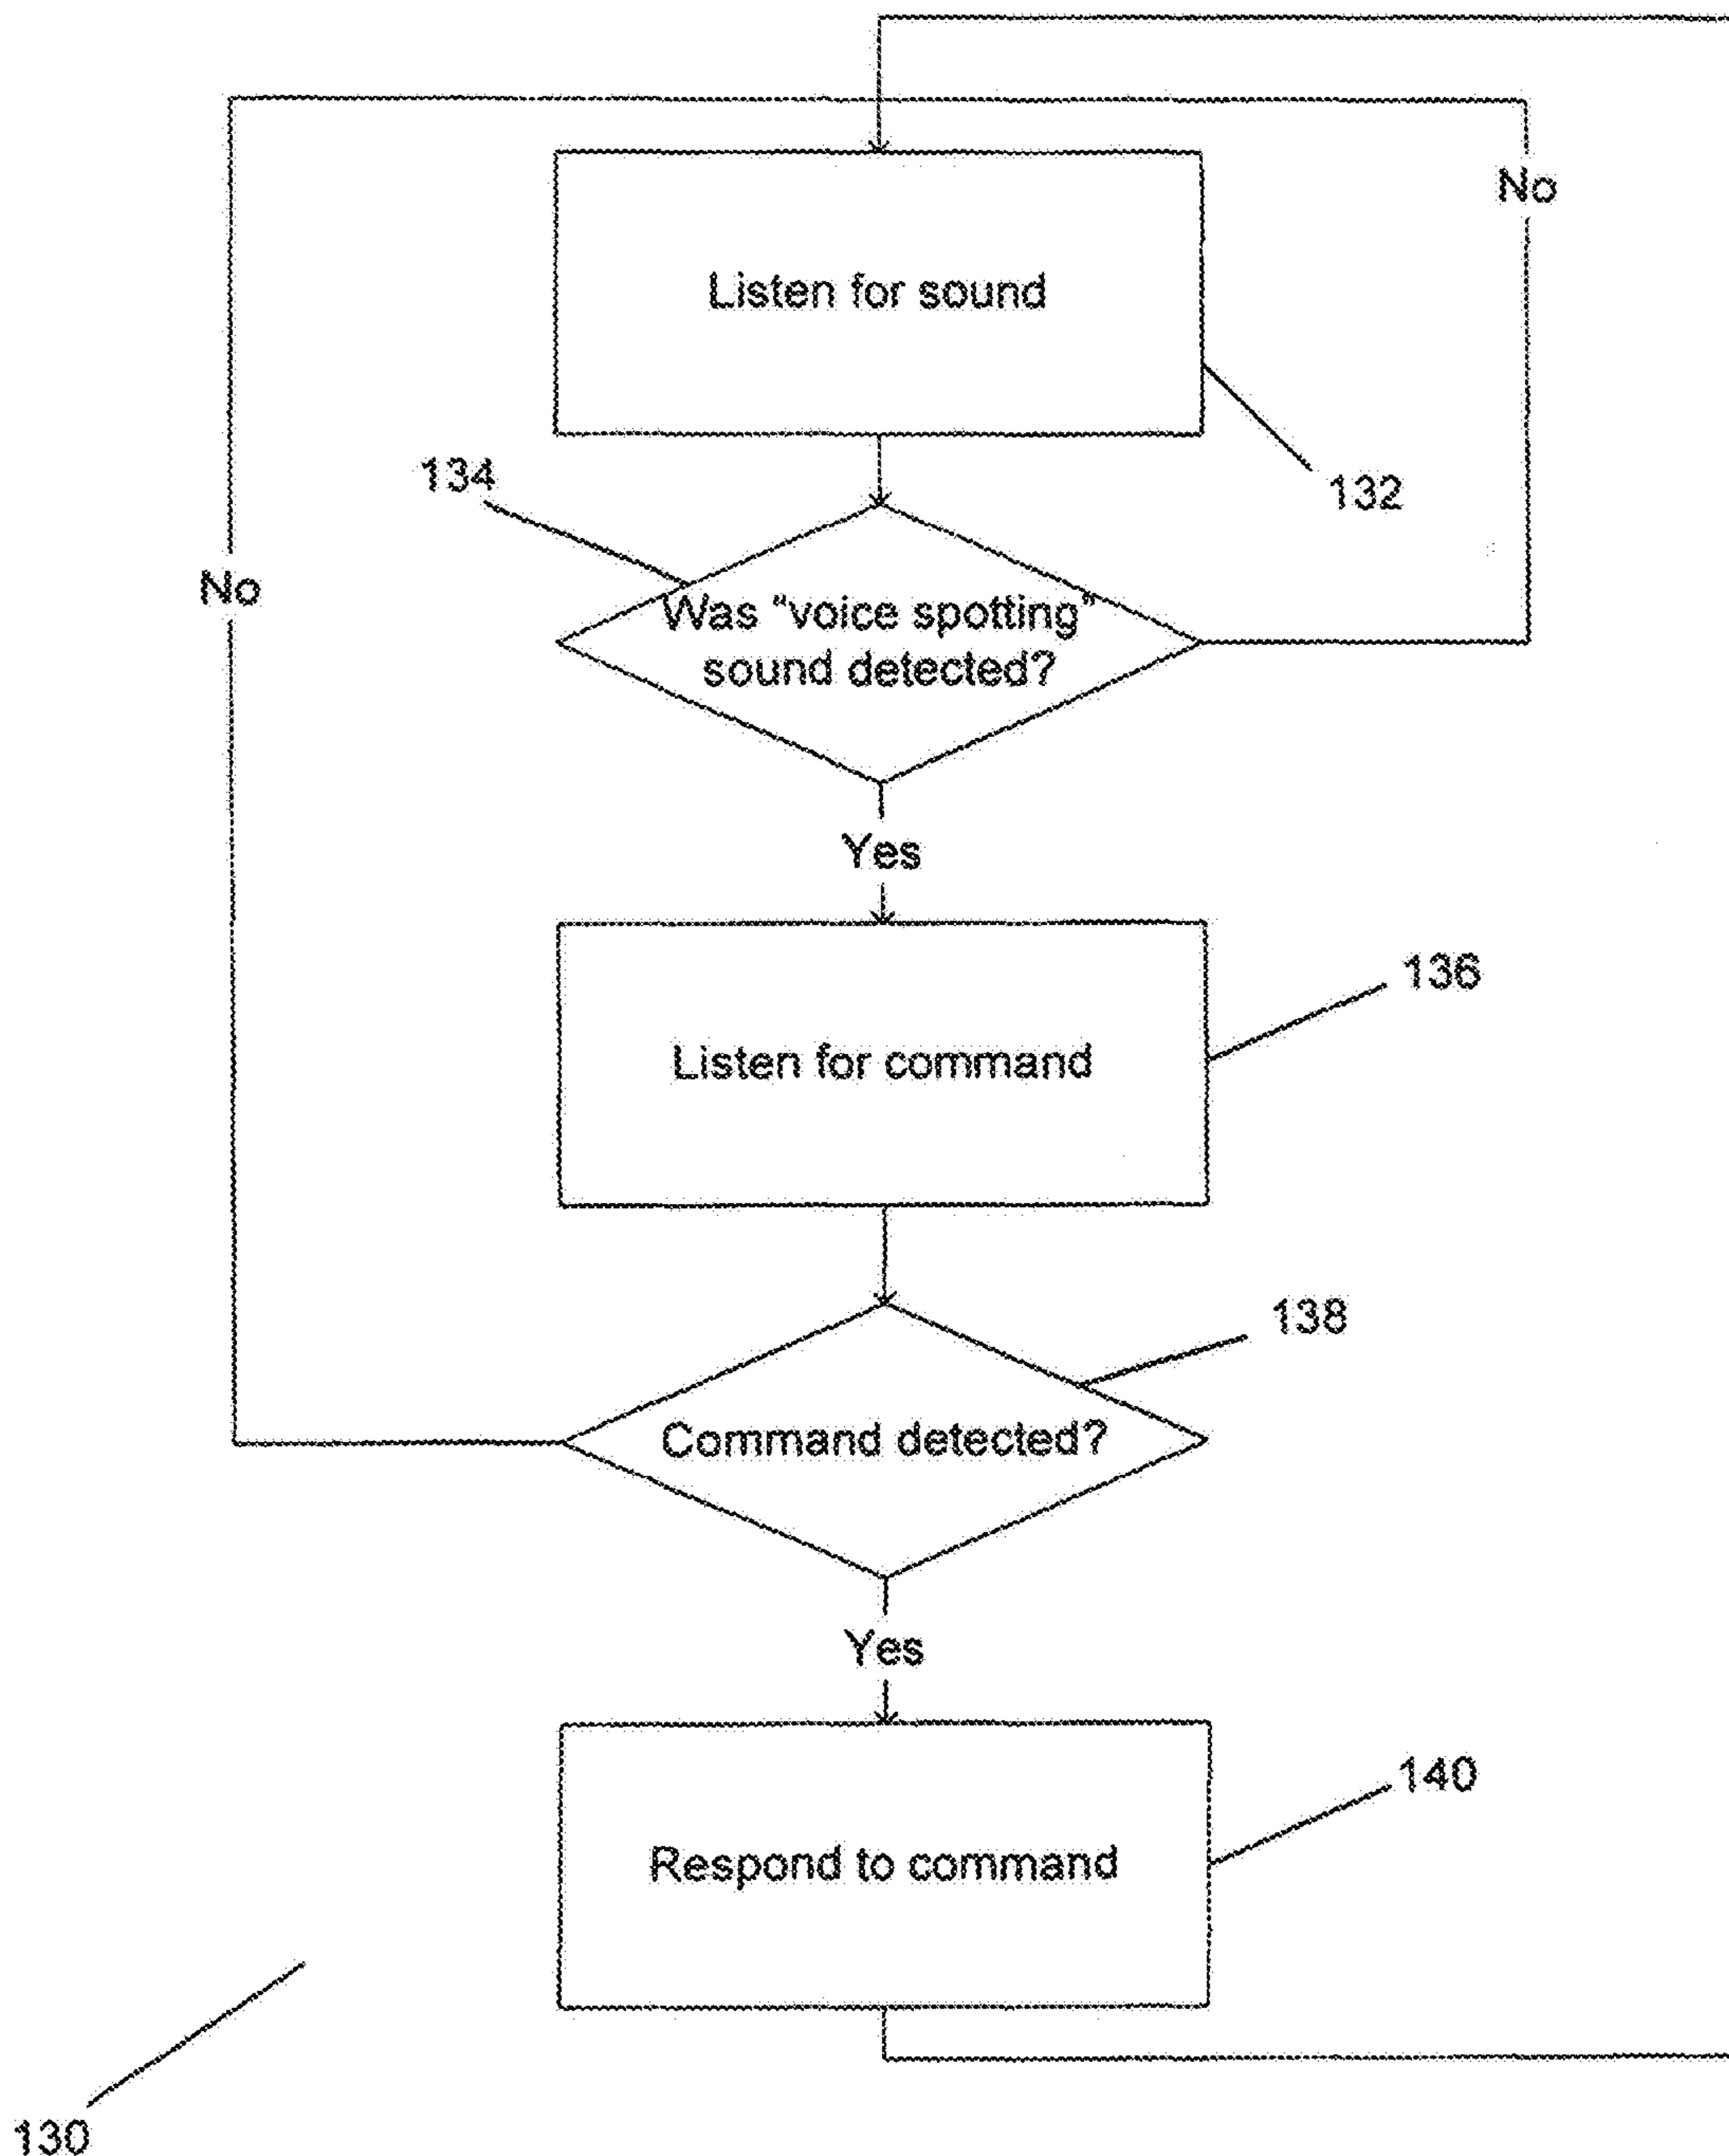 No
Listen for sound
132
134
No
Was “voice spotting”
sound detected?
Yes
Listen for command
136
138
Command detected?
Yes
Respond to command
140
130